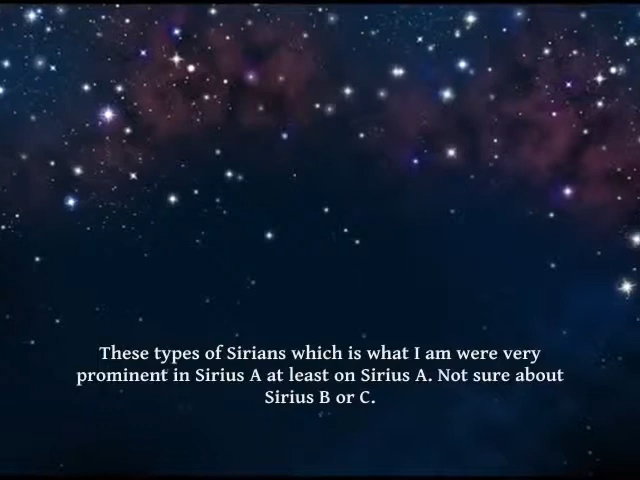 These types of Sirians which is what I am were very
prominent in Sirius A at least on Sirius A. Not sure about
Sirius B or C.